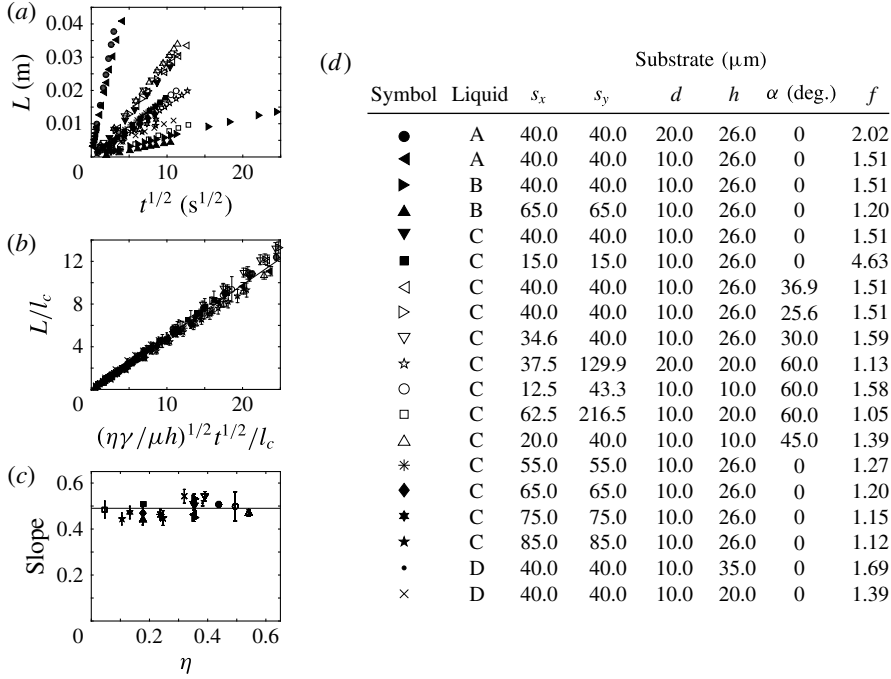 (a)
0.04
0.03
0.02
0.01
L (m)
0
10
20
t^{1/2} (s^{1/2})
(b)
12
8
4
L/l_c
0
10
20
(ηγ/μh)^{1/2} t^{1/2}/l_c
(c)
0.6
0.4
0.2
Slope
0
0.2
0.4
0.6
η
(d)
Substrate (μm)
Symbol Liquid s_x s_y d h α (deg.) f
● A 40.0 40.0 20.0 26.0 0 2.02
◀ A 40.0 40.0 10.0 26.0 0 1.51
▶ B 40.0 40.0 10.0 26.0 0 1.51
▲ B 65.0 65.0 10.0 26.0 0 1.20
▼ C 40.0 40.0 10.0 26.0 0 1.51
■ C 15.0 15.0 10.0 26.0 0 4.63
◁ C 40.0 40.0 10.0 26.0 36.9 1.51
▷ C 40.0 40.0 10.0 26.0 25.6 1.51
▽ C 34.6 40.0 10.0 26.0 30.0 1.59
☆ C 37.5 129.9 20.0 20.0 60.0 1.13
○ C 12.5 43.3 10.0 10.0 60.0 1.58
□ C 62.5 216.5 10.0 20.0 60.0 1.05
△ C 20.0 40.0 10.0 10.0 45.0 1.39
✳ C 55.0 55.0 10.0 26.0 0 1.27
◆ C 65.0 65.0 10.0 26.0 0 1.20
✶ C 75.0 75.0 10.0 26.0 0 1.15
★ C 85.0 85.0 10.0 26.0 0 1.12
• D 40.0 40.0 10.0 35.0 0 1.69
× D 40.0 40.0 10.0 20.0 0 1.39